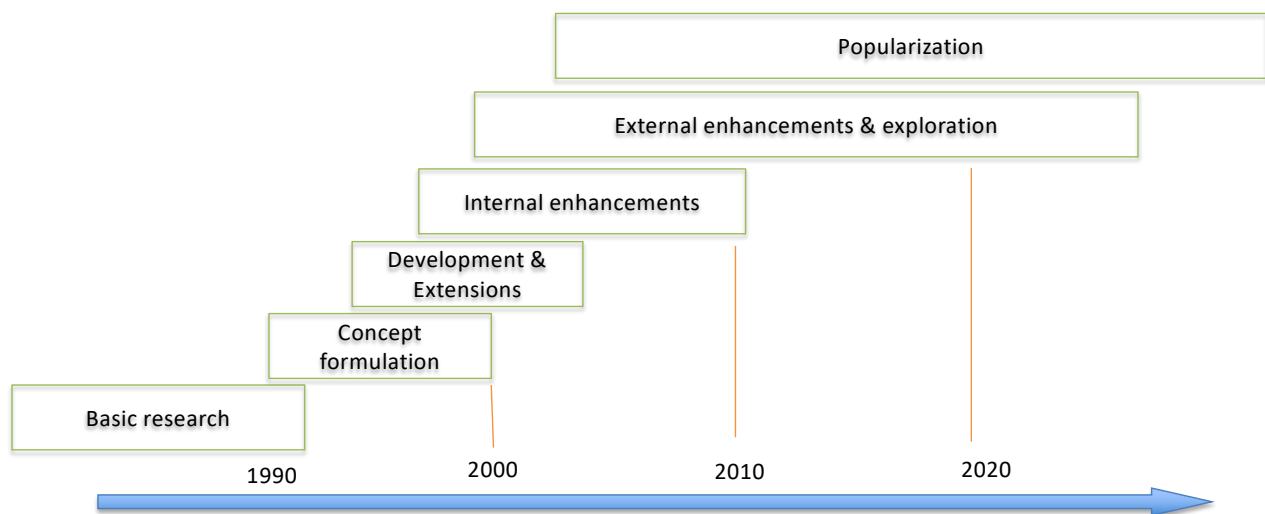 Popularization
External enhancements & exploration
Internal enhancements
Development &
Extensions
Concept
formulation
Basic research
1990
2000
2010
2020